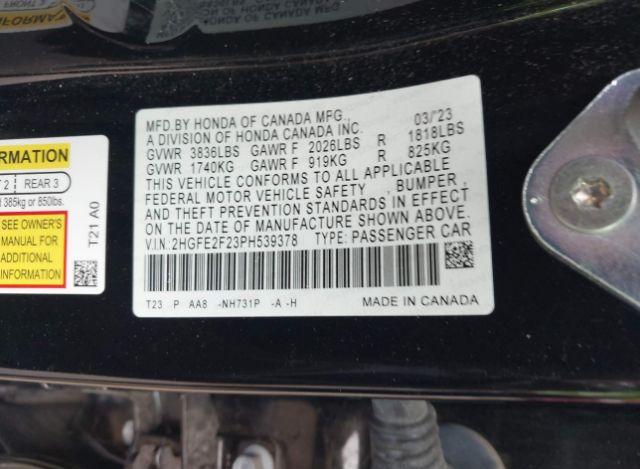 INFORMATION
T 2 REAR 3
d 385kg or 850lbs.
SEE OWNER'S
MANUAL FOR
ADDITIONAL
INFORMATION
T21 A0
MFD.BY HONDA OF CANADA MFG., 03/'23
A DIVISION OF HONDA CANADA INC.
GVWR 3836LBS GAWR F 2026LBS R 1818LBS
GVWR 1740KG GAWR F 919KG R 825KG
THIS VEHICLE CONFORMS TO ALL APPLICABLE
FEDERAL MOTOR VEHICLE SAFETY , BUMPER ,
AND THEFT PREVENTION STANDARDS IN EFFECT
ON THE DATE OF MANUFACTURE SHOWN ABOVE.
V.I.N: 2HGFE2F23PH539378 TYPE: PASSENGER CAR
T23 P AA8 -NH731P -A -H MADE IN CANADA